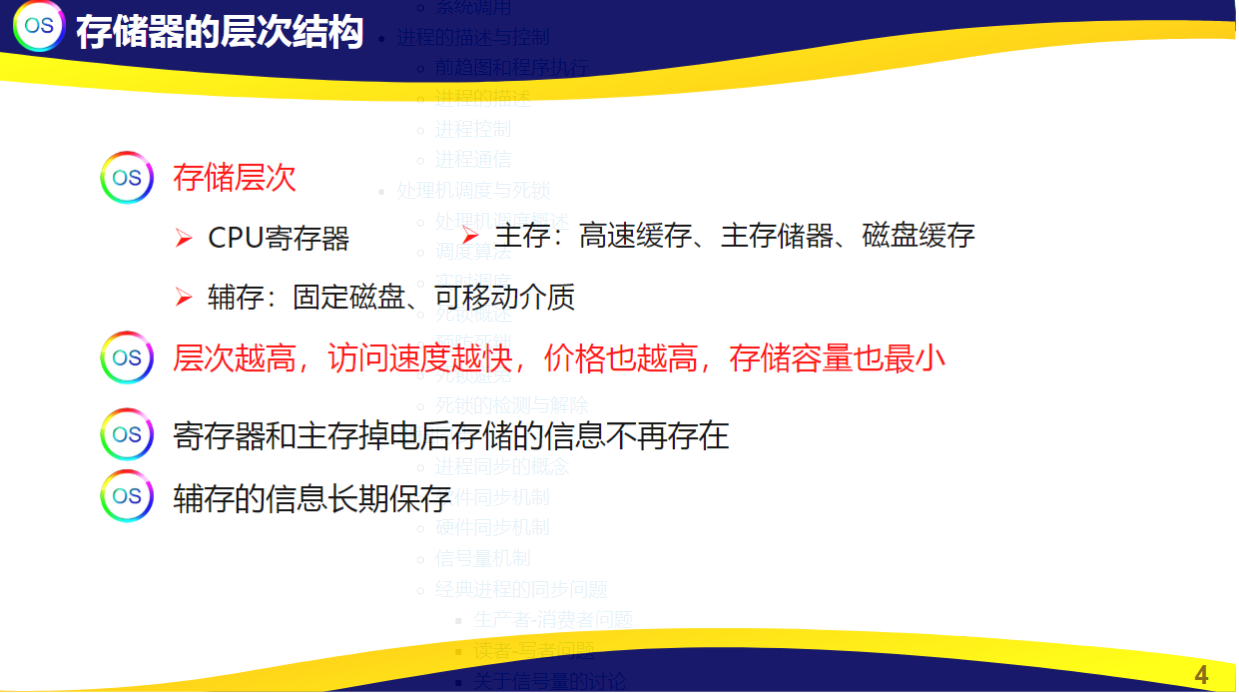 OS 存储器的层次结构
系统调用
进程的描述与控制
前趋图和程序执行
进程的描述
进程控制
进程通信
处理机调度与死锁
OS 存储层次
处理机调度概述
CPU寄存器
主存：高速缓存、主存储器、磁盘缓存
调度算法
实时调度
辅存：固定磁盘、可移动介质
死锁概述
OS 层次越高，访问速度越快，价格也越高，存储容量也最小
死锁的检测与解除
OS 寄存器和主存掉电后存储的信息不再存在
进程同步的概念
OS 辅存的信息长期保存
软件同步机制
硬件同步机制
信号量机制
经典进程的同步问题
生产者-消费者问题
读者-写者问题
关于信号量的讨论
4